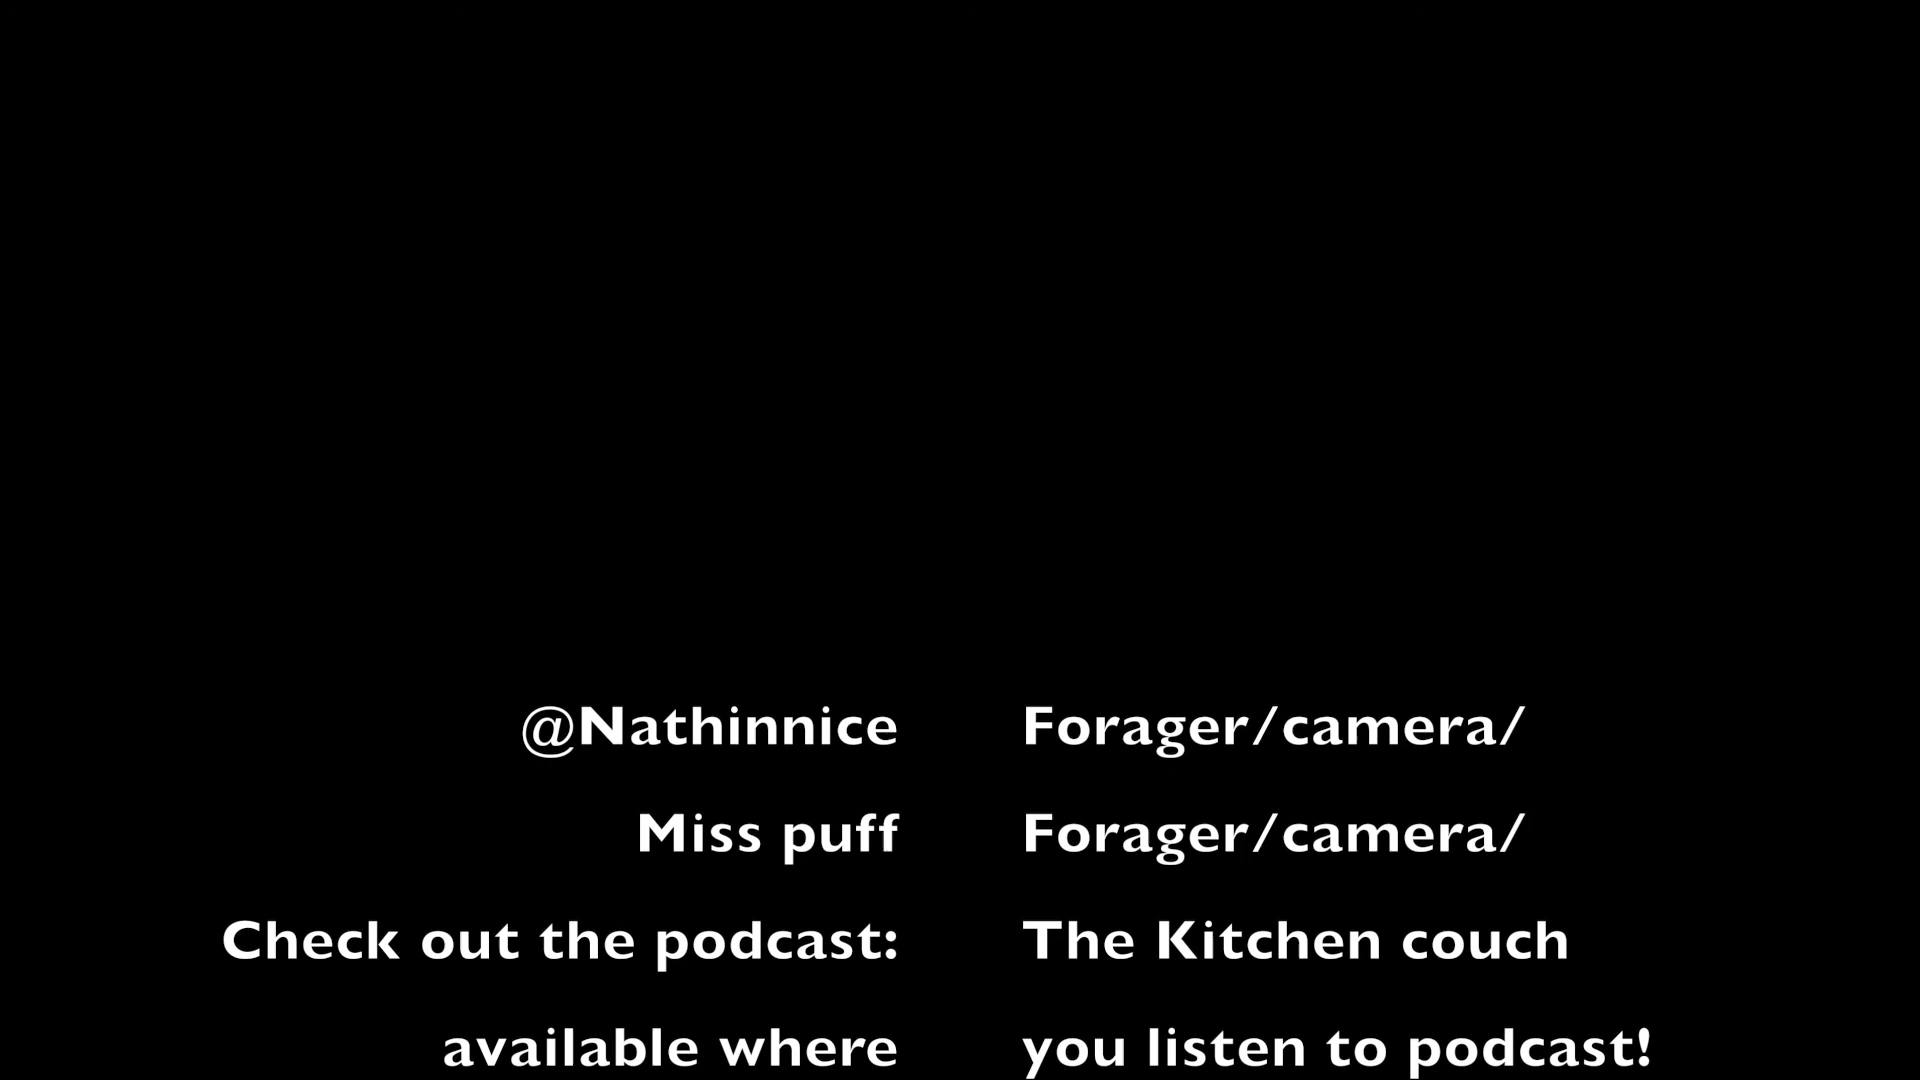 @Nathinnice Forager/camera/
Miss puff Forager/camera/
Check out the podcast: The Kitchen couch
available where you listen to podcast!